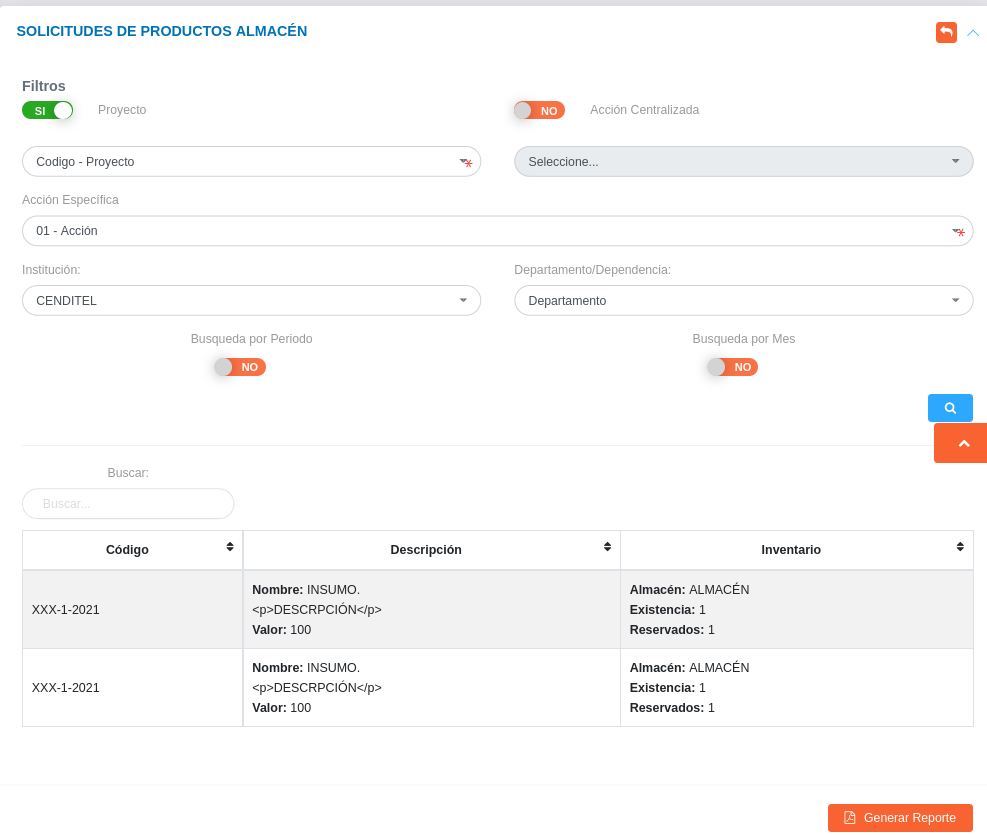 SOLICITUDES DE PRODUCTOS ALMACÉN
Filtros
SI Proyecto NO Acción Centralizada
Codigo - Proyecto * Seleccione...
Acción Específica
01 - Acción *
Institución: Departamento/Dependencia:
CENDITEL Departamento
Busqueda por Periodo Busqueda por Mes
NO NO
Buscar:
Buscar...
Código Descripción Inventario
Nombre: INSUMO. Almacén: ALMACÉN
XXX-1-2021 <p>DESCRPCIÓN</p> Existencia: 1
Valor: 100 Reservados: 1
Nombre: INSUMO. Almacén: ALMACÉN
XXX-1-2021 <p>DESCRPCIÓN</p> Existencia: 1
Valor: 100 Reservados: 1
Generar Reporte